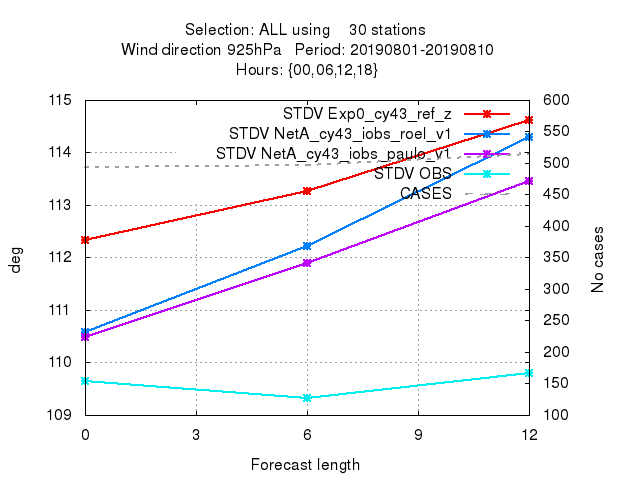 Selection: ALL using 30 stations
Wind direction 925hPa Period: 20190801-20190810
Hours: {00,06,12,18}
115 600
STDV Exp0_cy43_ref_z
550
STDV NetA_cy43_iobs_roel_v1
114 STDV NetA_cy43_iobs_paulo_v1
500
STDV OBS
CASES 450
113
400
deg No cases
112 350
300
111
250
200
110
150
109 100
0 3 6 9 12
Forecast length